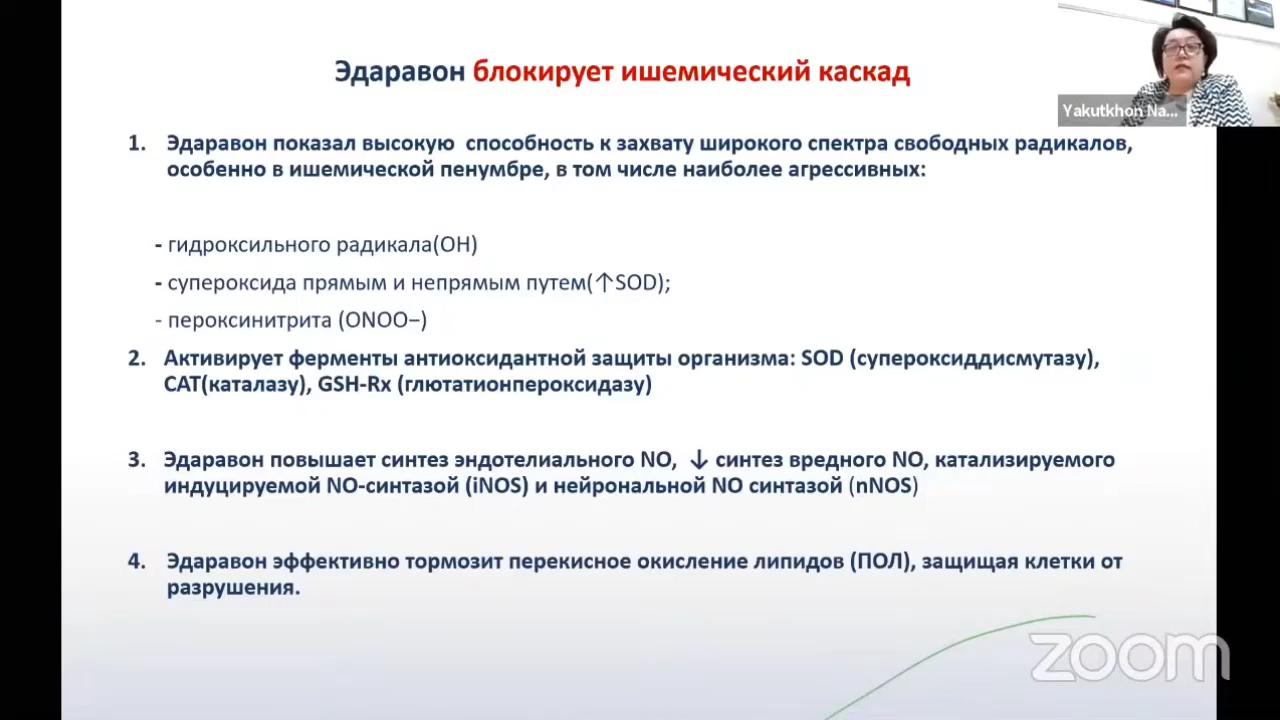 Эдаравон блокирует ишемический каскад
Yakutkhon Na...
1. Эдаравон показал высокую способность к захвату широкого спектра свободных радикалов,
особенно в ишемической пенумбре, в том числе наиболее агрессивных:
- гидроксильного радикала(OH)
- супероксида прямым и непрямым путем(↑SOD);
- пероксинитрита (ONOO−)
2. Активирует ферменты антиоксидантной защиты организма: SOD (супероксиддисмутазу),
CAT(каталазу), GSH-Rx (глютатионпероксидазу)
3. Эдаравон повышает синтез эндотелиального NO, ↓ синтез вредного NO, катализируемого
индуцируемой NO-синтазой (iNOS) и нейрональной NO синтазой (nNOS)
4. Эдаравон эффективно тормозит перекисное окисление липидов (ПОЛ), защищая клетки от
разрушения.
zoom